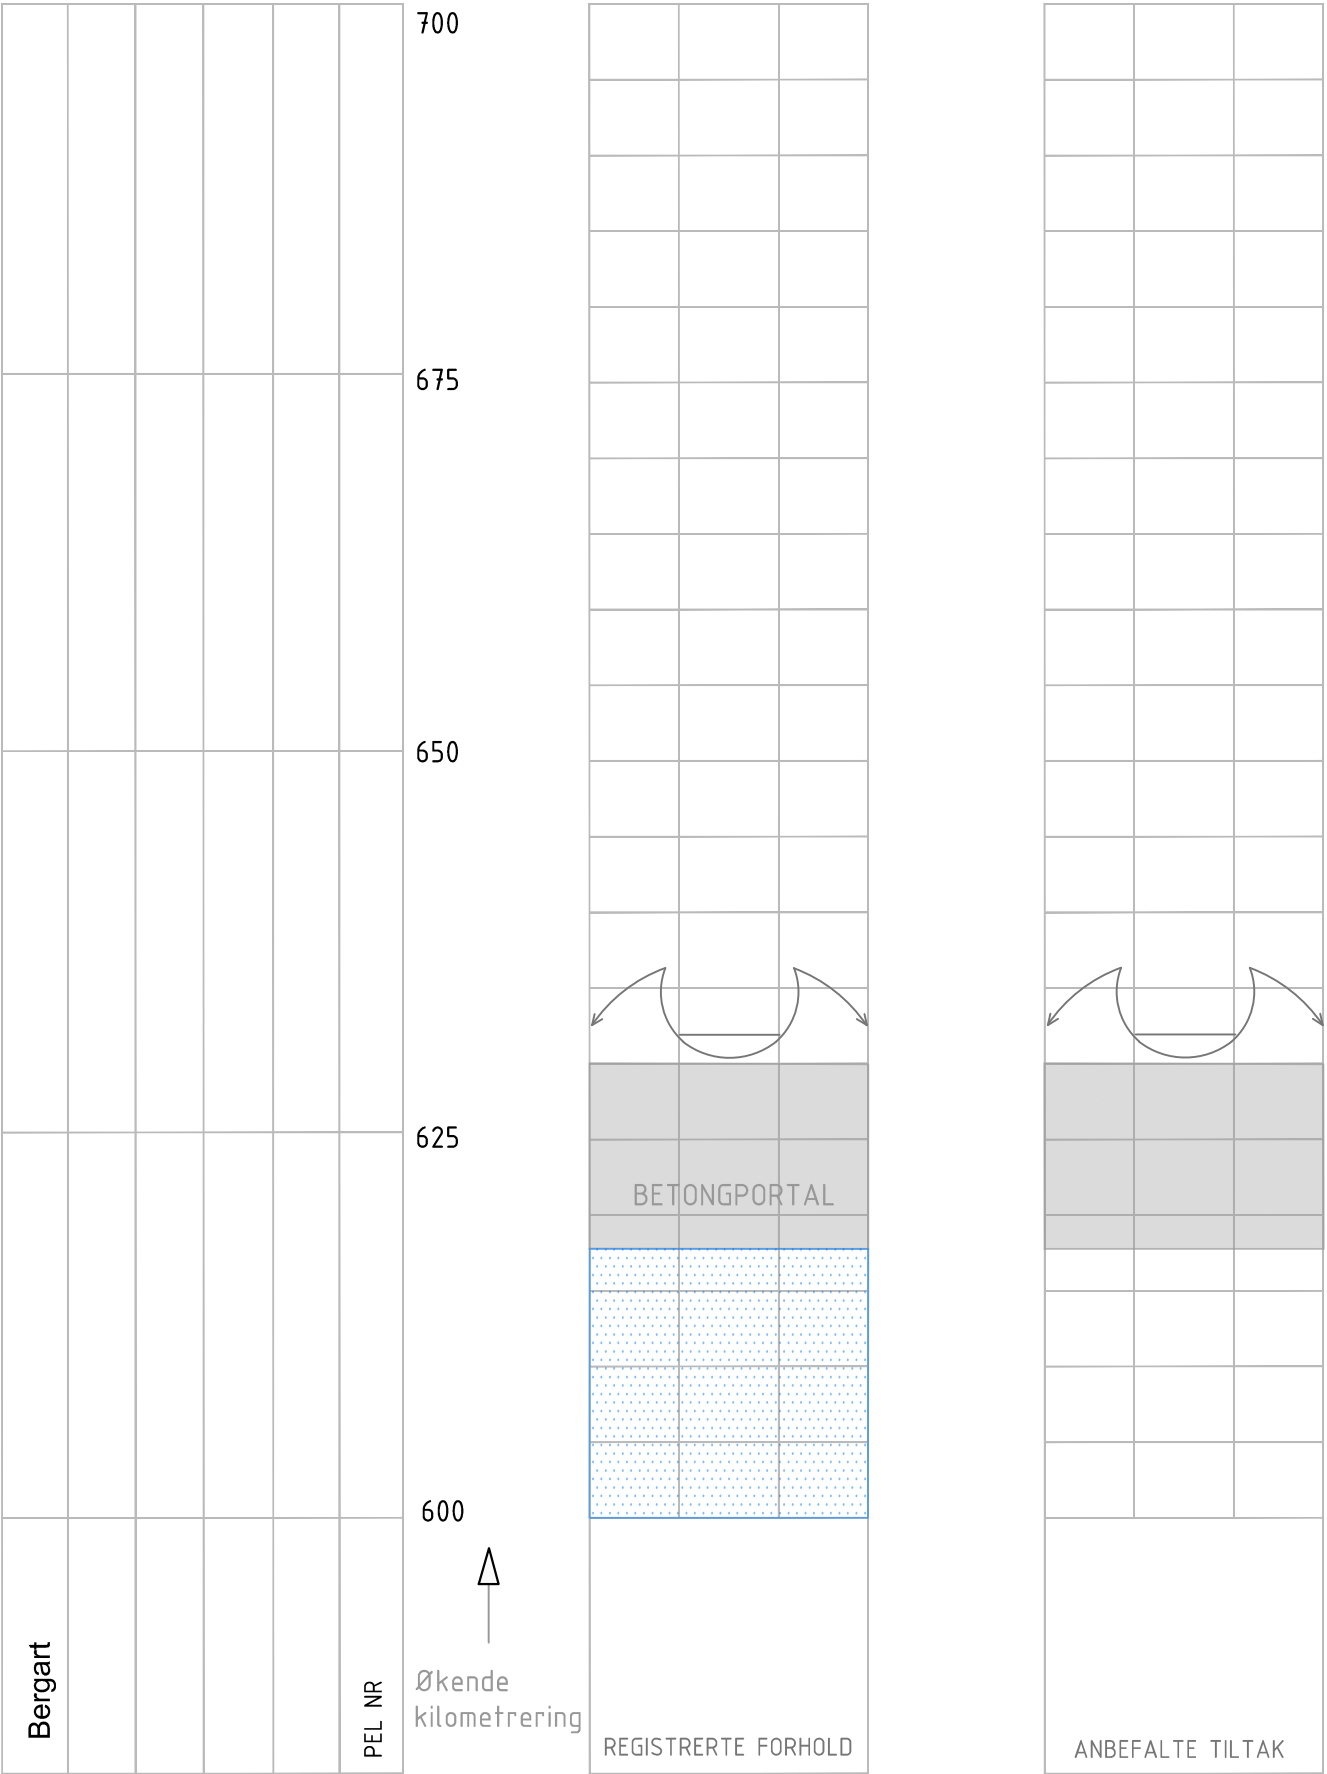 700
675
650
625
BETONGPORTAL
600
Økende
kilometrering
Bergart
PEL NR
REGISTRERTE FORHOLD
ANBEFALTE TILTAK